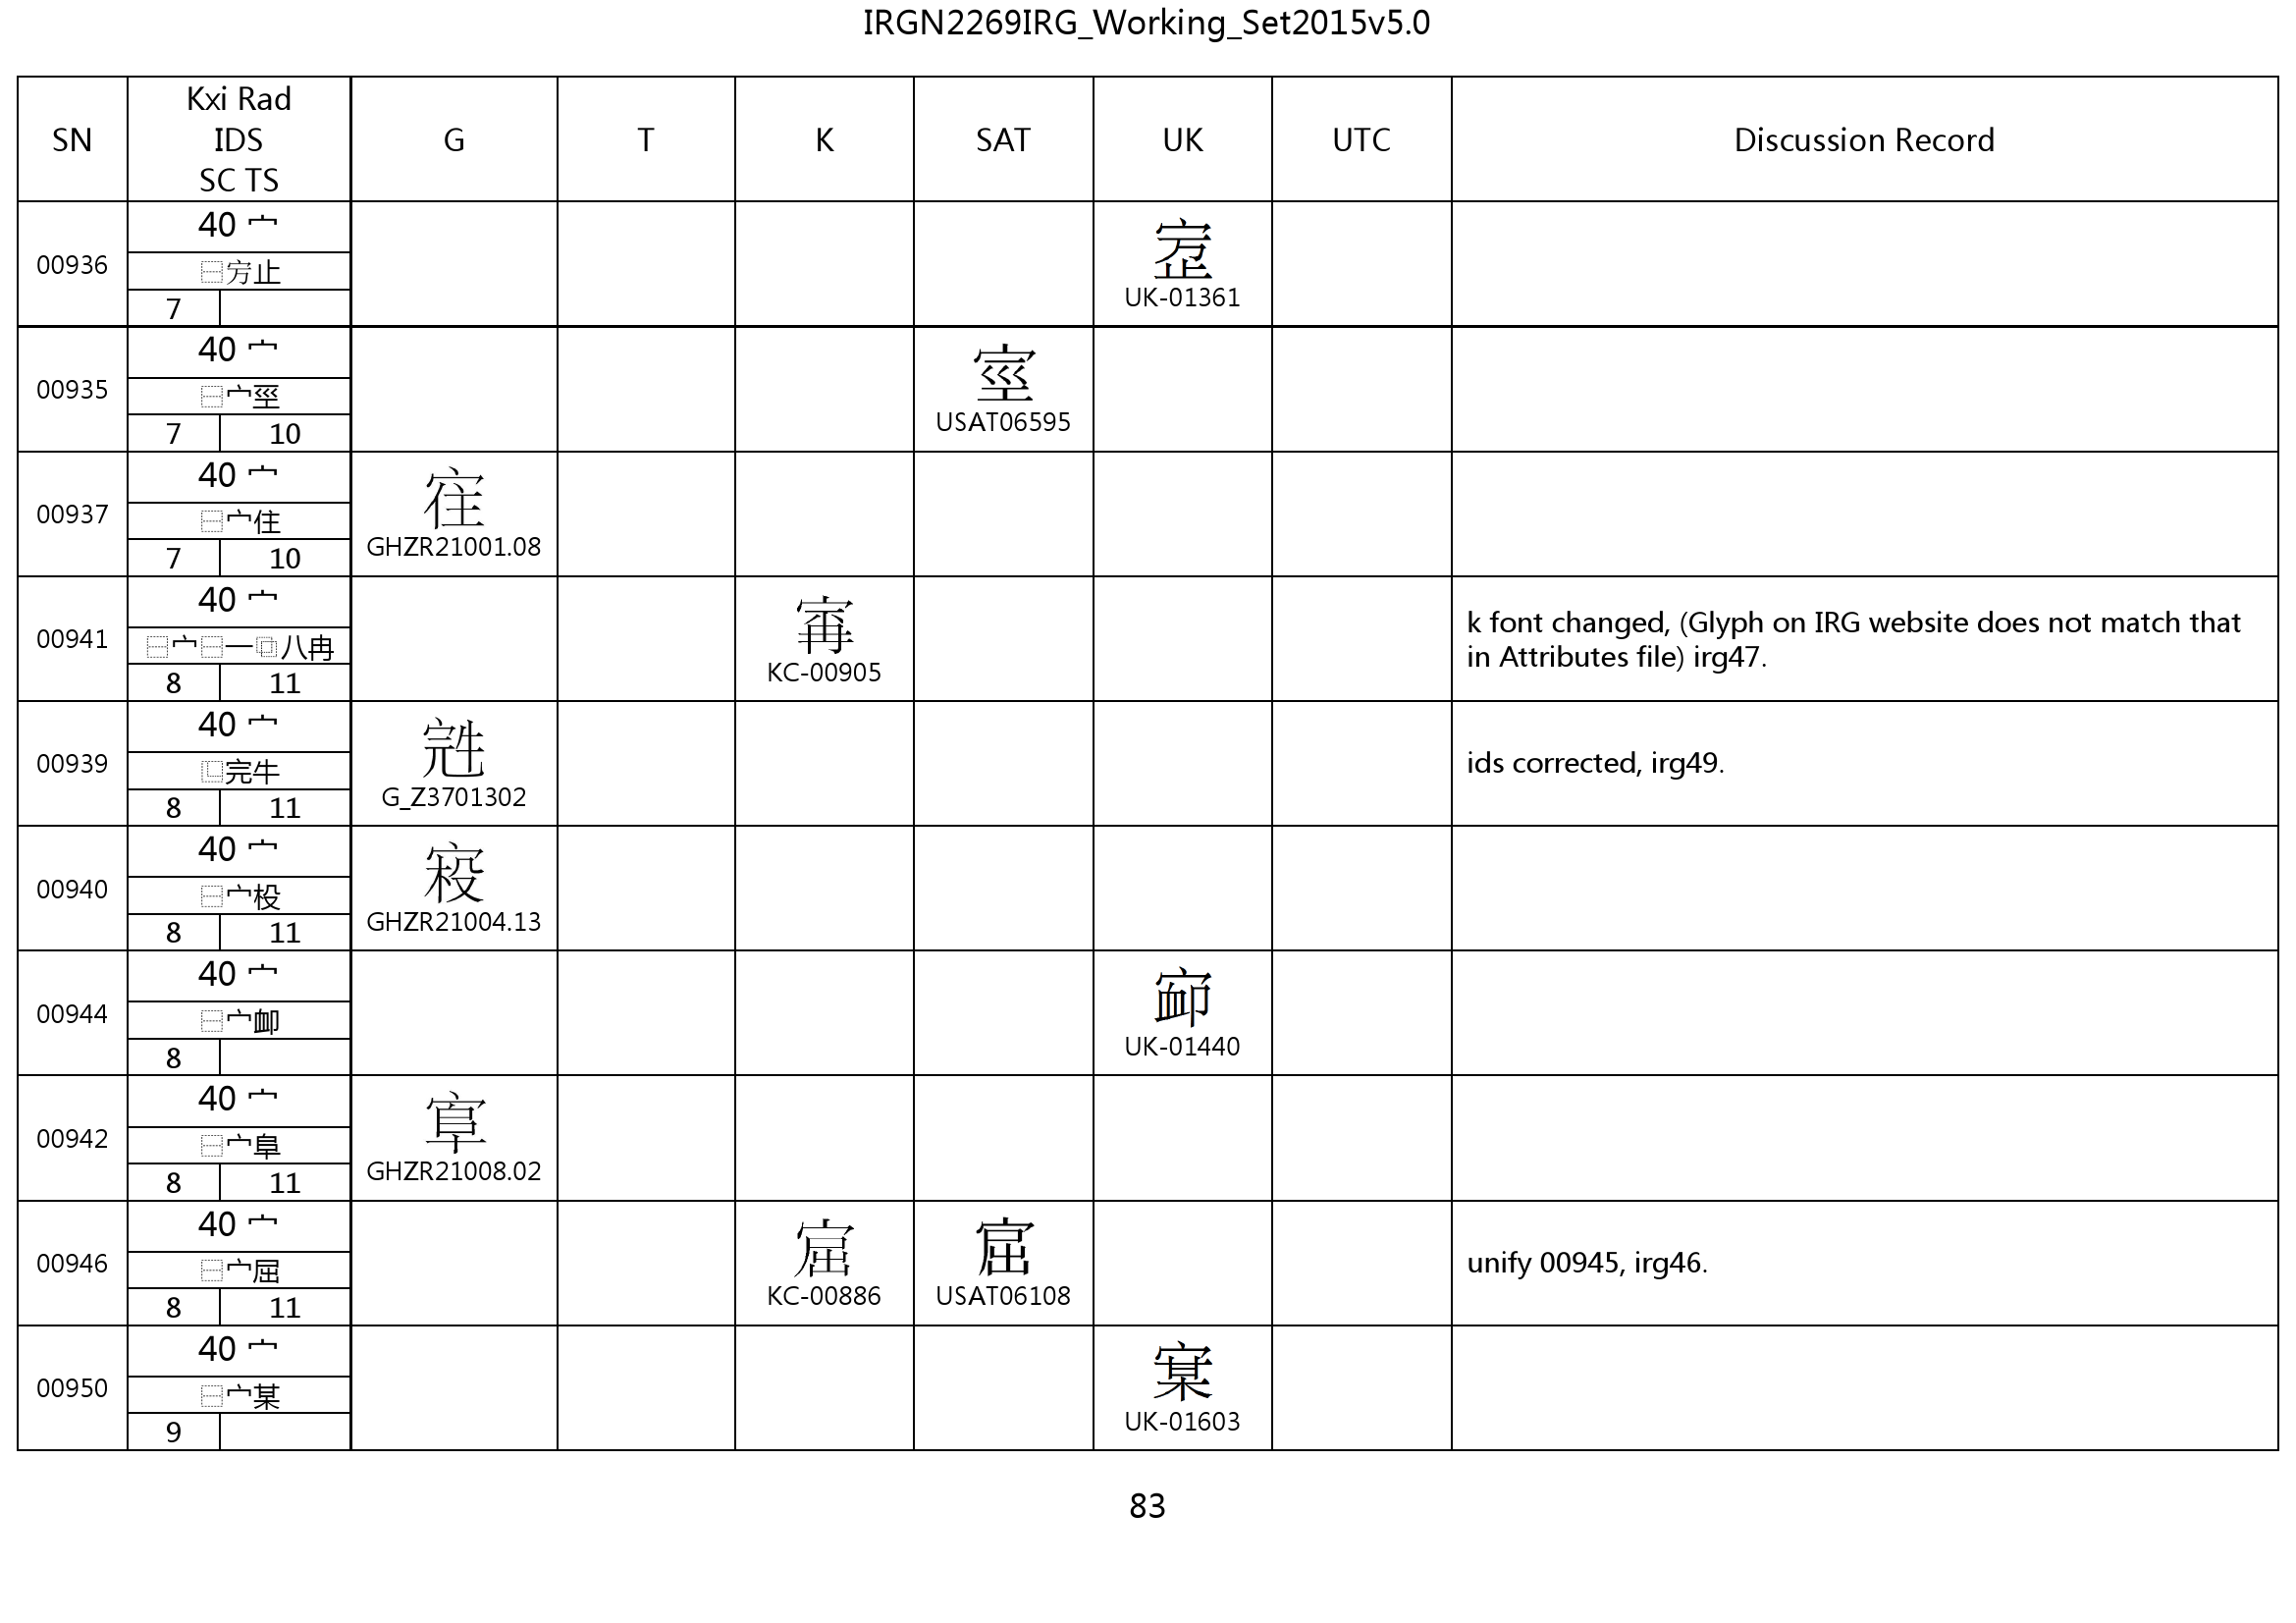 IRGN2269IRG_Working_Set2015v5.0
SN Kxi Rad IDS SC TS G T K SAT UK UTC Discussion Record
00936 40 宀
⿱宀止
7
UK-01361
00935 40 宀
⿱宀坙
7 10
USAT06595
00937 40 宀
⿱宀住
7 10
GHZR21001.08
00941 40 宀
⿱宀⿱一⿻八冉
8 11
KC-00905
k font changed, (Glyph on IRG website does not match that
in Attributes file) irg47.
00939 40 宀
⿺完牛
8 11
G_Z3701302
ids corrected, irg49.
00940 40 宀
⿱宀杸
8 11
GHZR21004.13
00944 40 宀
⿱宀卹
8
UK-01440
00942 40 宀
⿱宀阜
8 11
GHZR21008.02
00946 40 宀
⿱宀屈
8 11
KC-00886 USAT06108
unify 00945, irg46.
00950 40 宀
⿱宀某
9
UK-01603
83